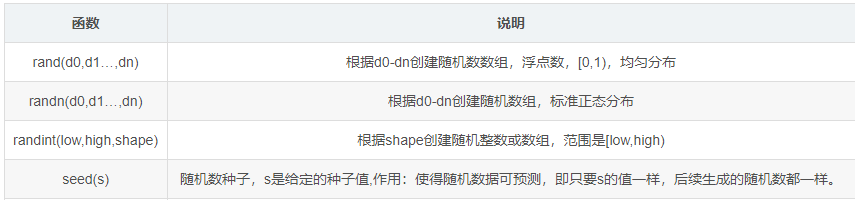 函数 说明
rand(d0,d1…,dn) 根据d0-dn创建随机数数组，浮点数，[0,1)，均匀分布
randn(d0,d1…,dn) 根据d0-dn创建随机数组，标准正态分布
randint(low,high,shape) 根据shape创建随机整数或数组，范围是[low,high)
seed(s) 随机数种子，s是给定的种子值,作用：使得随机数据可预测，即只要s的值一样，后续生成的随机数都一样。